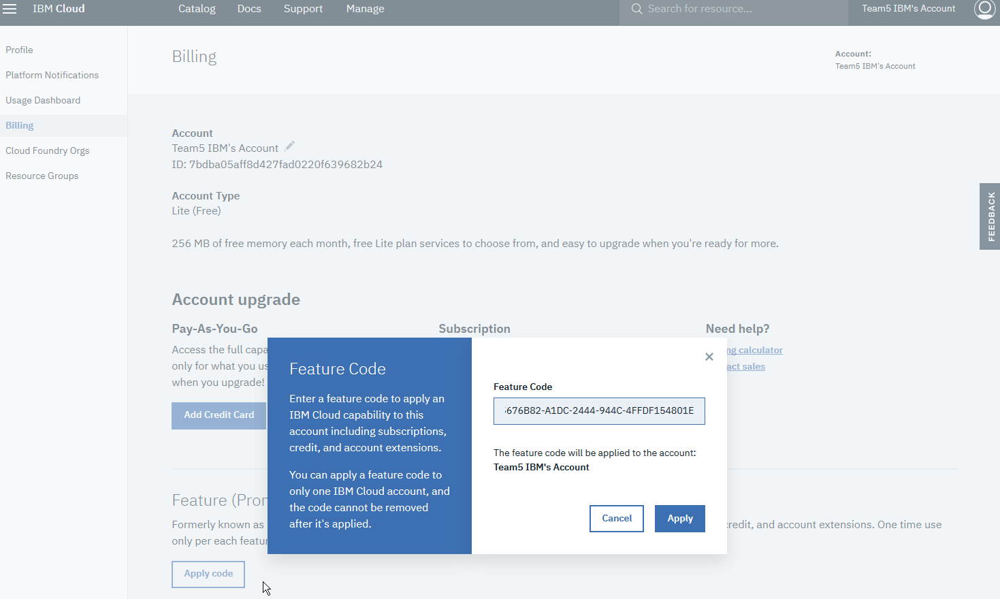 IBM Cloud
Catalog
Docs
Support
Manage
Search for resource...
Team5 IBM's Account
Profile
Platform Notifications
Usage Dashboard
Billing
Cloud Foundry Orgs
Resource Groups
Billing
Account:
Team5 IBM's Account
Account
Team5 IBM's Account
ID: 7bdba05aff8d427fad0220f639682b24
Account Type
Lite (Free)
256 MB of free memory each month, free Lite plan services to choose from, and easy to upgrade when you're ready for more.
FEEDBACK
Account upgrade
Pay-As-You-Go
Access the full capa
only for what you us
when you upgrade!
Add Credit Card
Subscription
Need help?
ng calculator
act sales
Feature Code
Enter a feature code to apply an
IBM Cloud capability to this
account including subscriptions,
credit, and account extensions.
You can apply a feature code to
only one IBM Cloud account, and
the code cannot be removed
after it's applied.
Feature Code
676B82-A1DC-2444-944C-4FFDF154801E
The feature code will be applied to the account:
Team5 IBM's Account
Cancel
Apply
Feature (Pro
Formerly known as
credit, and account extensions. One time use
only per each featur
Apply code